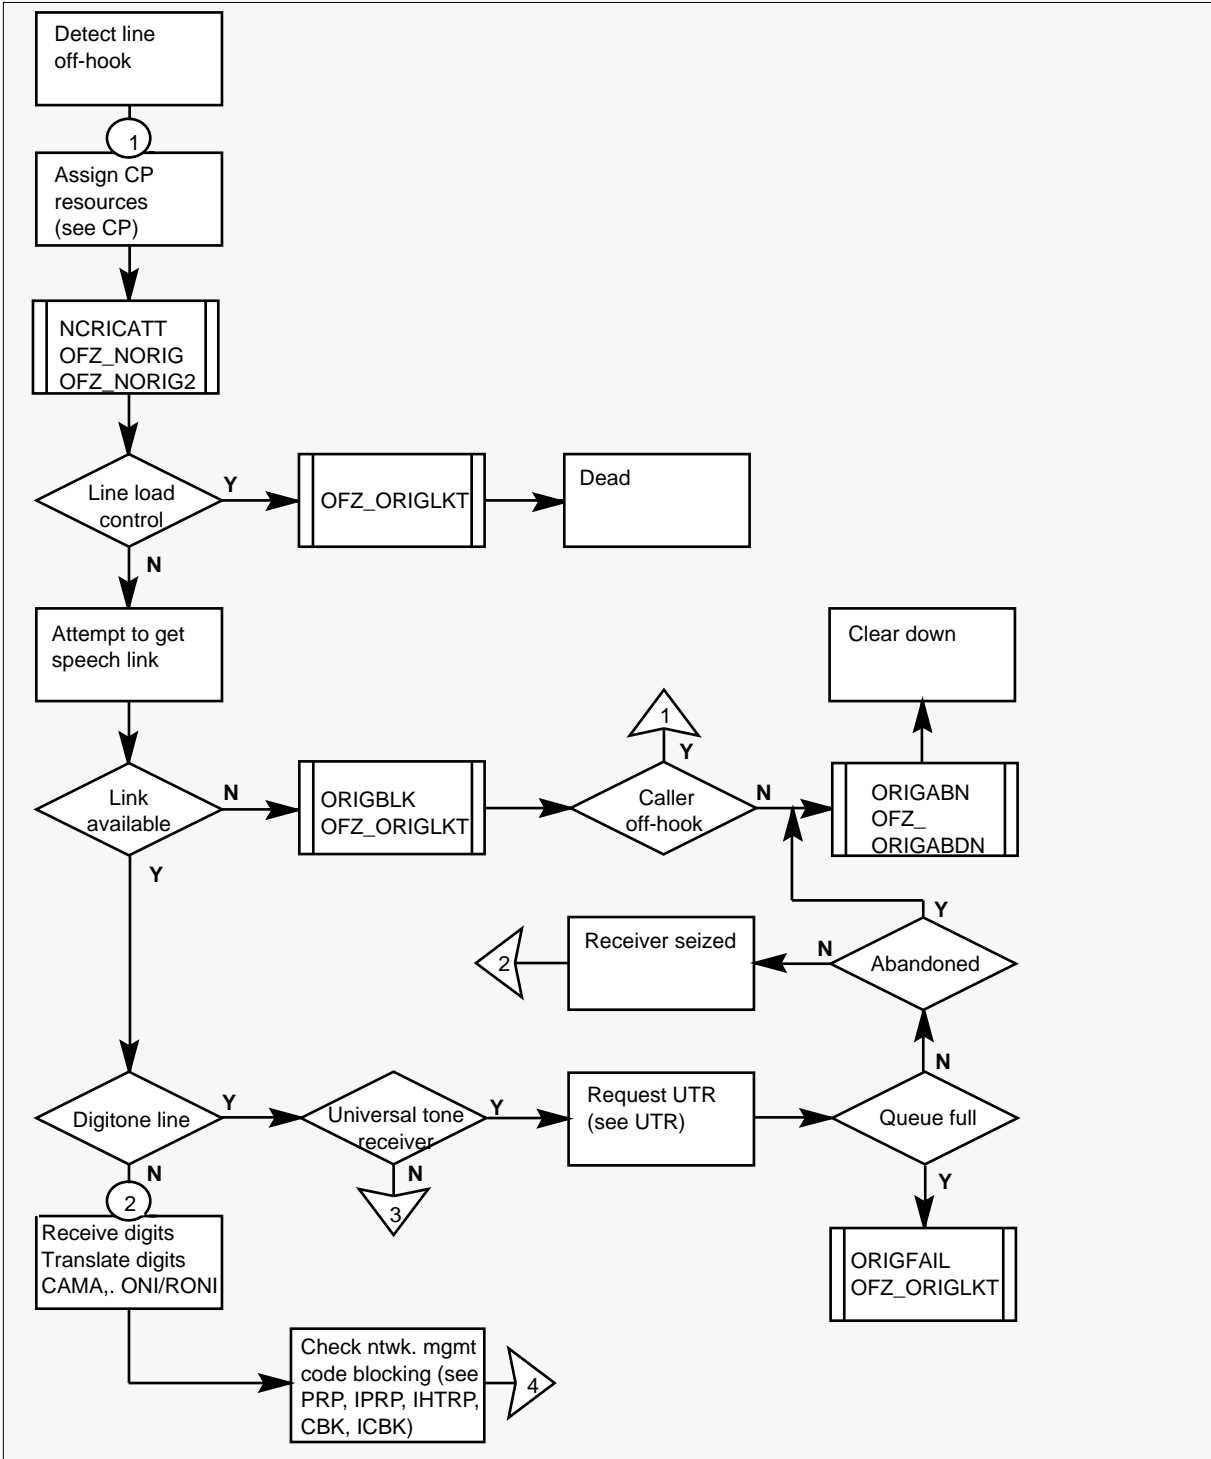 Detect line
off-hook
1
Assign CP
resources
(see CP)
NCRICATT
OFZ_NORIG
OFZ_NORIG2
Line load
control
Y
OFZ_ORIGLKT
Dead
N
Attempt to get
speech link
Clear down
1
Y
Link
available
N
ORIGBLK
OFZ_ORIGLKT
Caller
off-hook
N
ORIGABN
OFZ_
ORIGABDN
Y
Y
2
Receiver seized
N
Abandoned
N
Digitone line
Y
Universal tone
receiver
Y
Request UTR
(see UTR)
Queue full
N
N
Y
2
3
Receive digits
Translate digits
CAMA,. ONI/RONI
ORIGFAIL
OFZ_ORIGLKT
Check ntwk. mgmt
code blocking (see
PRP, IPRP, IHTRP,
CBK, ICBK)
4